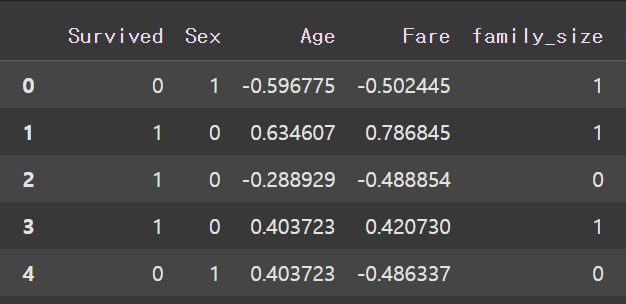 Survived Sex Age Fare family_size
0 0 1 -0.596775 -0.502445 1
1 1 0 0.634607 0.786845 1
2 1 0 -0.288929 -0.488854 0
3 1 0 0.403723 0.420730 1
4 0 1 0.403723 -0.486337 0